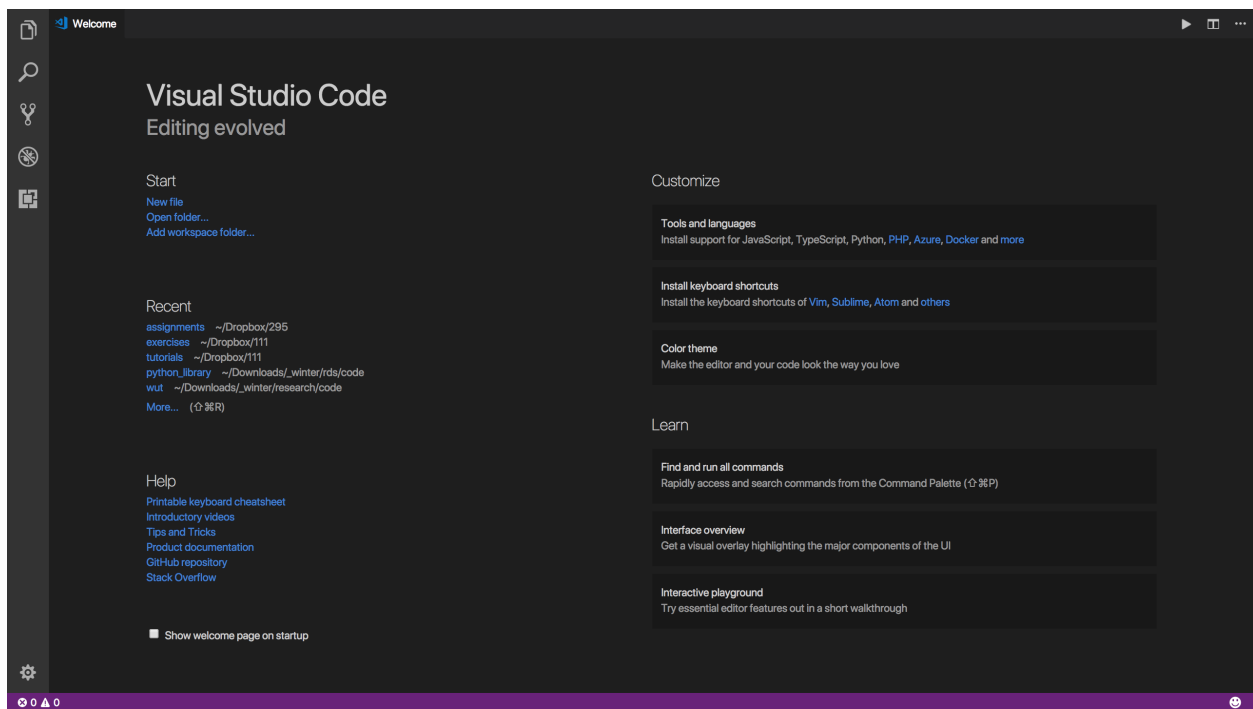 Welcome
Visual Studio Code
Editing evolved
Start
New file
Open folder...
Add workspace folder...
Recent
assignments ~/Dropbox/295
exercises ~/Dropbox/111
tutorials ~/Dropbox/111
python_library ~/Downloads/_winter/rds/code
wut ~/Downloads/_winter/research/code
More... (⇧⌘R)
Help
Printable keyboard cheatsheet
Introductory videos
Tips and Tricks
Product documentation
GitHub repository
Stack Overflow
Show welcome page on startup
Customize
Tools and languages
Install support for JavaScript, TypeScript, Python, PHP, Azure, Docker and more
Install keyboard shortcuts
Install the keyboard shortcuts of Vim, Sublime, Atom and others
Color theme
Make the editor and your code look the way you love
Learn
Find and run all commands
Rapidly access and search commands from the Command Palette (⇧⌘P)
Interface overview
Get a visual overlay highlighting the major components of the UI
Interactive playground
Try essential editor features out in a short walkthrough
0 0